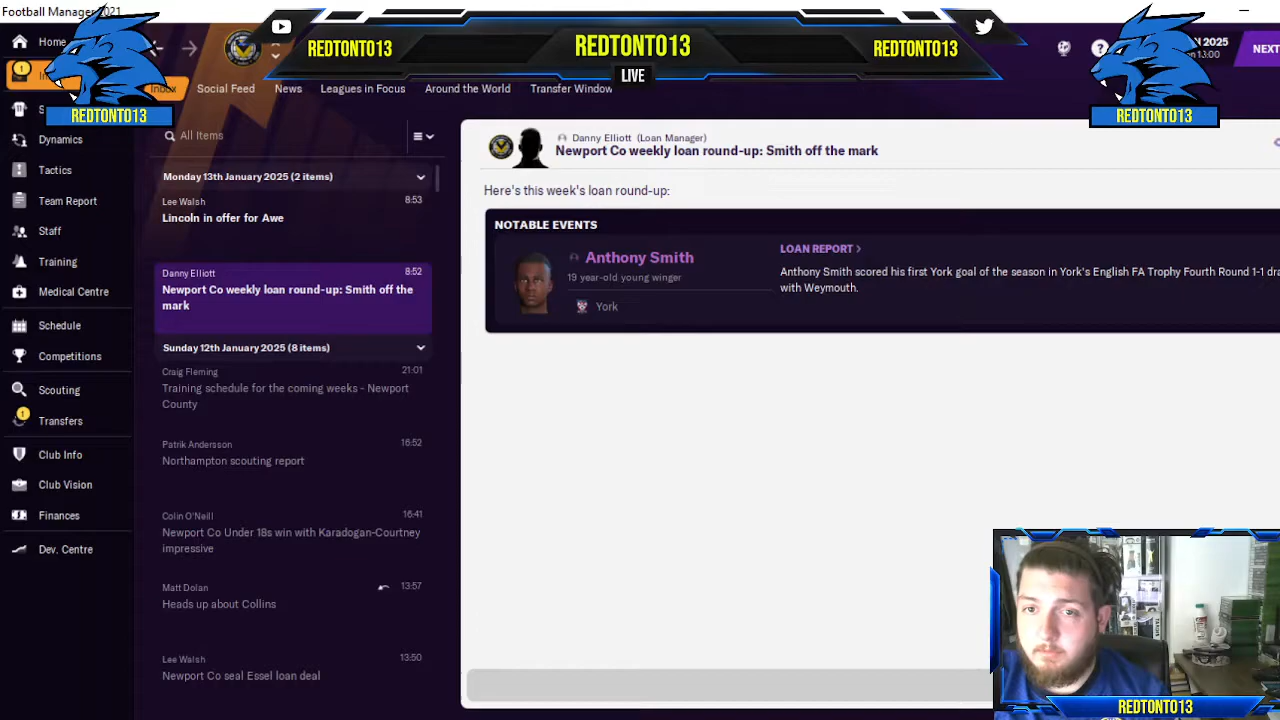 Football Manager 2021
REDTONTO13
REDTONTO13
REDTONTO13
LIVE
REDTONTO13
REDTONTO13
2025
13:00
NEXT
Home
1
Inbox
Social Feed
News
Leagues in Focus
Around the World
Transfer Window
Dynamics
Tactics
Team Report
Staff
Training
Medical Centre
Schedule
Competitions
Scouting
1
Transfers
Club Info
Club Vision
Finances
Dev. Centre
All Items
Monday 13th January 2025 (2 items)
Lee Walsh 8:53
Lincoln in offer for Awe
Danny Elliott 8:52
Newport Co weekly loan round-up: Smith off the
mark
Sunday 12th January 2025 (8 items)
Craig Fleming 21:01
Training schedule for the coming weeks - Newport
County
Patrik Andersson 16:52
Northampton scouting report
Colin O'Neill 16:41
Newport Co Under 18s win with Karadogan-Courtney
impressive
Matt Dolan 13:57
Heads up about Collins
Lee Walsh 13:50
Newport Co seal Essel loan deal
Danny Elliott (Loan Manager)
Newport Co weekly loan round-up: Smith off the mark
Here's this week's loan round-up:
NOTABLE EVENTS
Anthony Smith
19 year-old young winger
York
LOAN REPORT >
Anthony Smith scored his first York goal of the season in York's English FA Trophy Fourth Round 1-1 dra
with Weymouth.
REDTONTO13